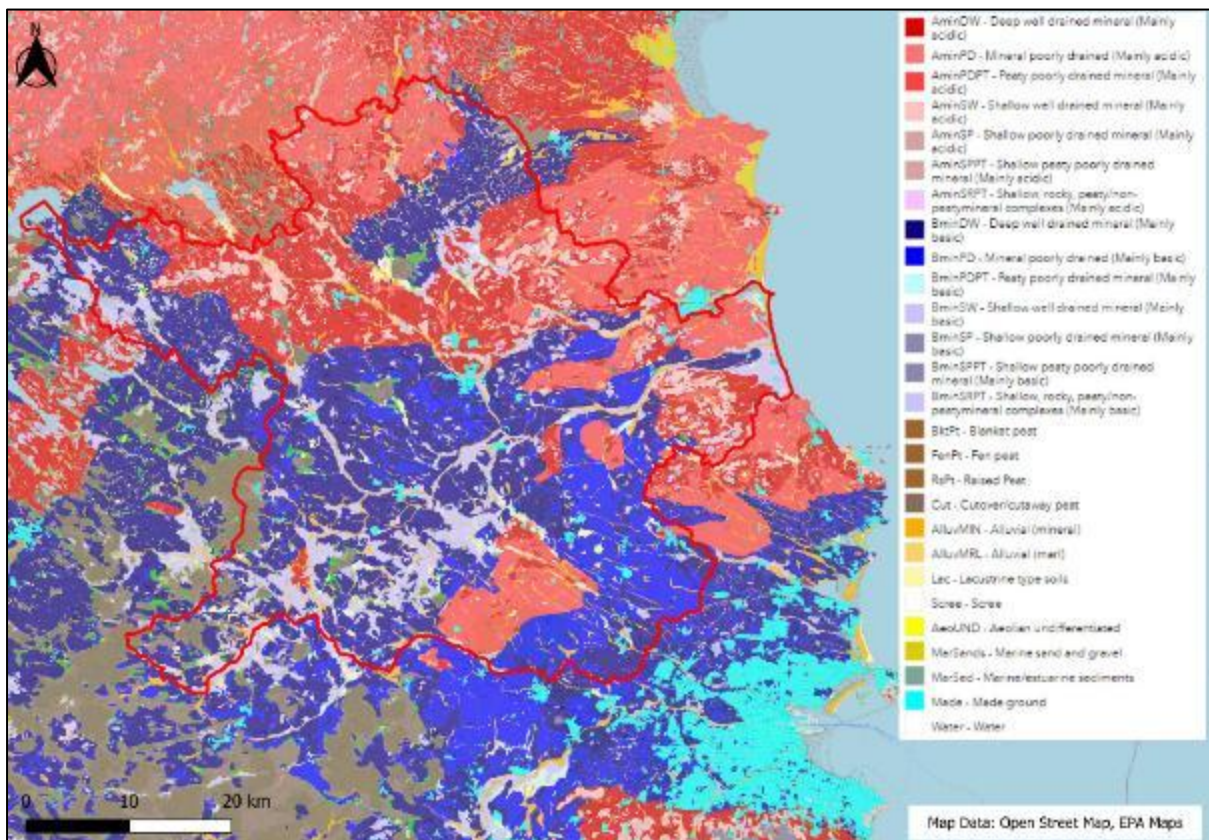 N
AminDW - Deep well drained mineral (Mainly
acidic)
AminPD - Mineral poorly drained (Mainly acidic)
AminPDPT - Peaty poorly drained mineral (Mainly
acidic)
AminSW - Shallow well drained mineral (Mainly
acidic)
AminSP - Shallow poorly drained mineral (Mainly
acidic)
AminSPPT - Shallow peaty poorly drained
mineral (Mainly acidic)
AminSRPT - Shallow, rocky, peaty/non-
peatymineral complexes (Mainly acidic)
BminDW - Deep well drained mineral (Mainly
basic)
BminPD - Mineral poorly drained (Mainly basic)
BminPDPT - Peaty poorly drained mineral (Mainly
basic)
BminSW - Shallow well drained mineral (Mainly
basic)
BminSP - Shallow poorly drained mineral (Mainly
basic)
BminSPPT - Shallow peaty poorly drained
mineral (Mainly basic)
BminSRPT - Shallow, rocky, peaty/non-
peatymineral complexes (Mainly basic)
BktPt - Blanket peat
FenPt - Fen peat
RsPt - Raised Peat
Cut - Cutover/cutaway peat
AlluvMIN - Alluvial (mineral)
AlluvMRL - Alluvial (marl)
Lac - Lacustrine type soils
Scree - Scree
AeoUND - Aeolian undifferentiated
MarSands - Marine sand and gravel
MarSed - Marine/estuarine sediments
Made - Made ground
Water - Water
0 10 20 km
Map Data: Open Street Map, EPA Maps